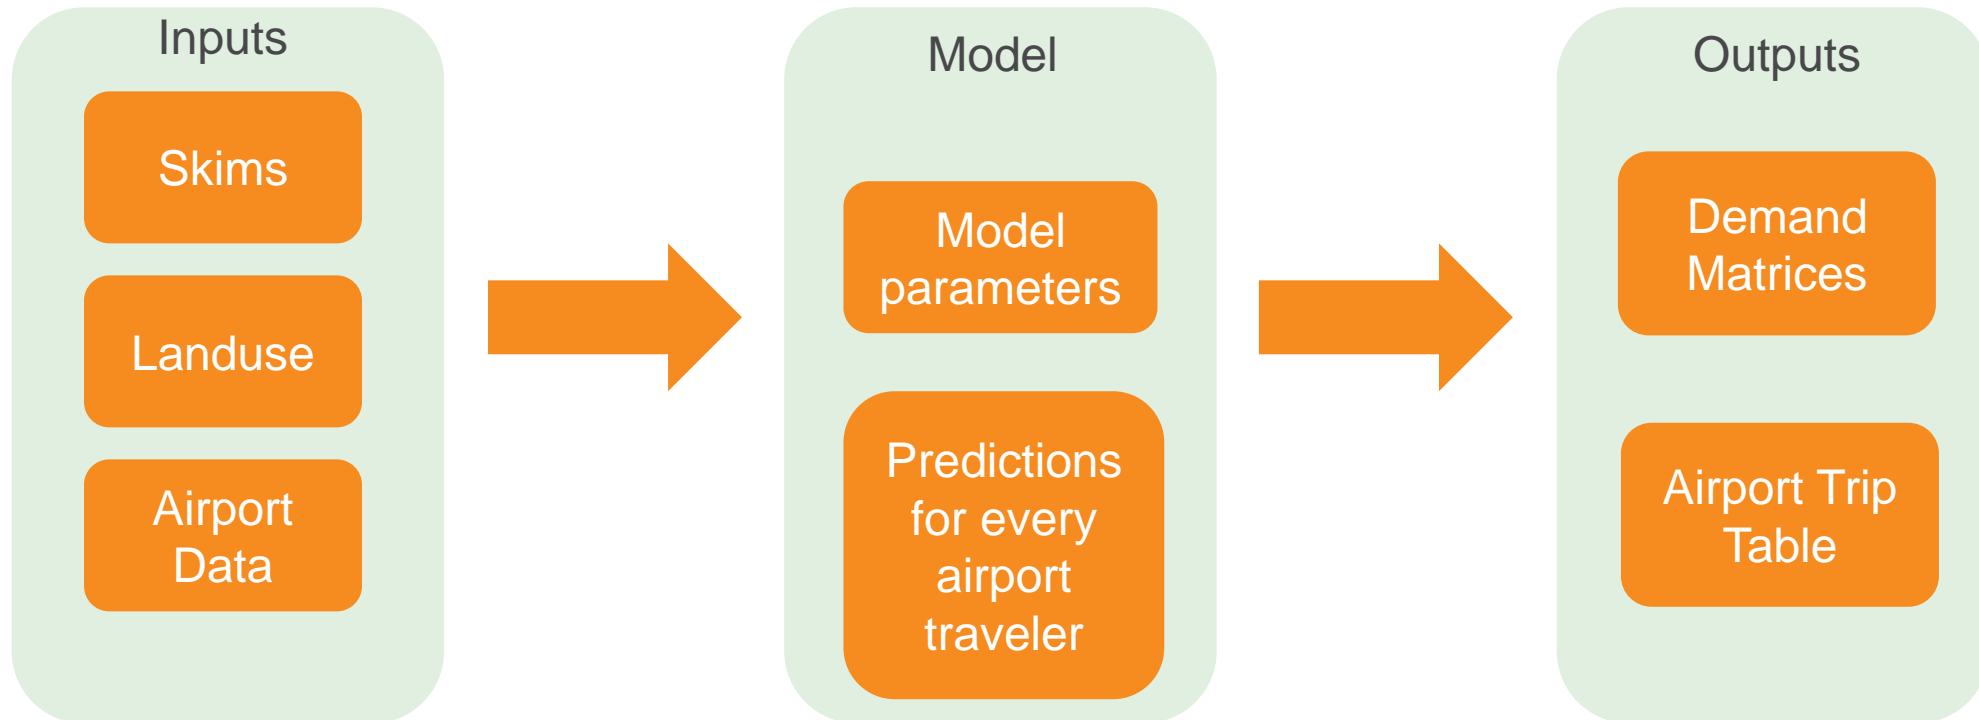 Inputs
Skims
Landuse
Airport
Data
Model
Model
parameters
Predictions
for every
airport
traveler
Outputs
Demand
Matrices
Airport Trip
Table